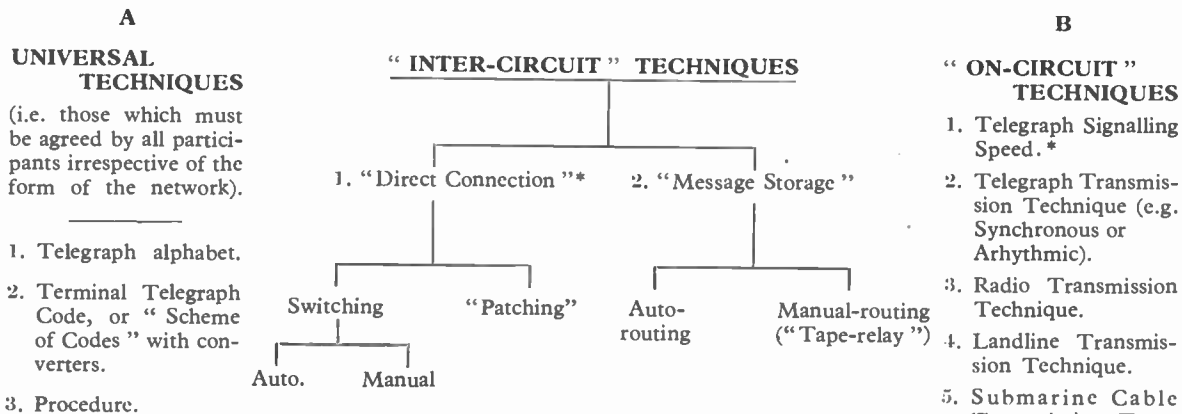 A
UNIVERSAL
TECHNIQUES
(i.e. those which must
be agreed by all partici-
pants irrespective of the
form of the network).
1. Telegraph alphabet.
2. Terminal Telegraph
Code, or “ Scheme
of Codes ” with con-
verters.
3. Procedure.
“ INTER-CIRCUIT ” TECHNIQUES
1. “Direct Connection ”* 2. “Message Storage ”
Switching “Patching” Auto-
routing Manual-routing
(“Tape-relay ”)
Auto. Manual
B
“ ON-CIRCUIT ”
TECHNIQUES
1. Telegraph Signalling
Speed. *
2. Telegraph Transmis-
sion Technique (e.g.
Synchronous or
Arhythmic).
3. Radio Transmission
Technique.
4. Landline Transmis-
sion Technique.
5. Submarine Cable